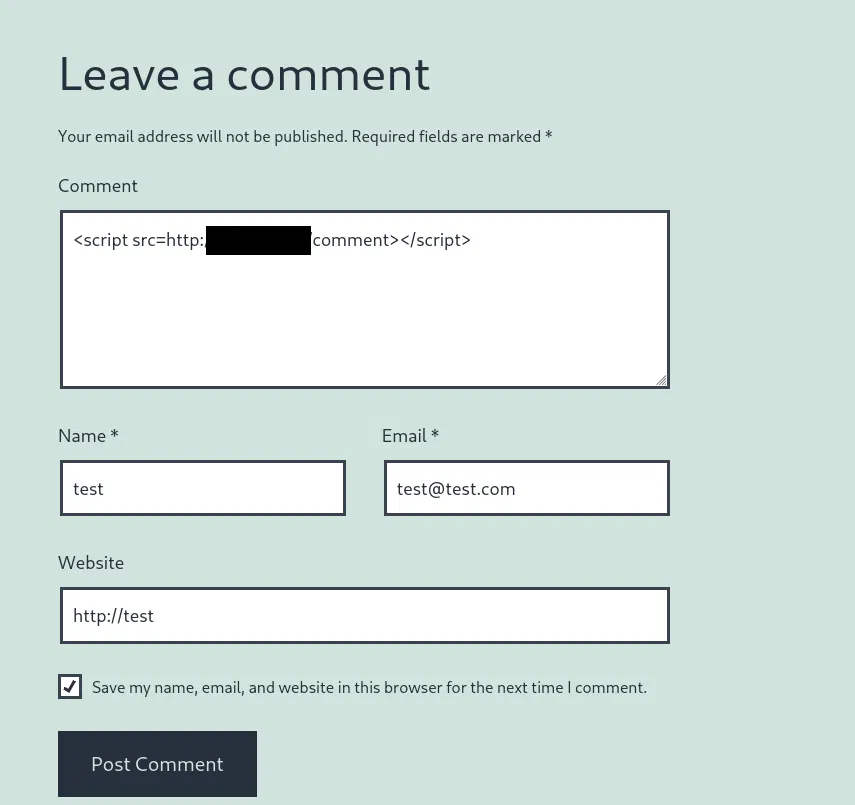 Leave a comment
Your email address will not be published. Required fields are marked *
Comment
<script src=http:/ /comment></script>
Name *
Email *
test
test@test.com
Website
http://test
Save my name, email, and website in this browser for the next time I comment.
Post Comment